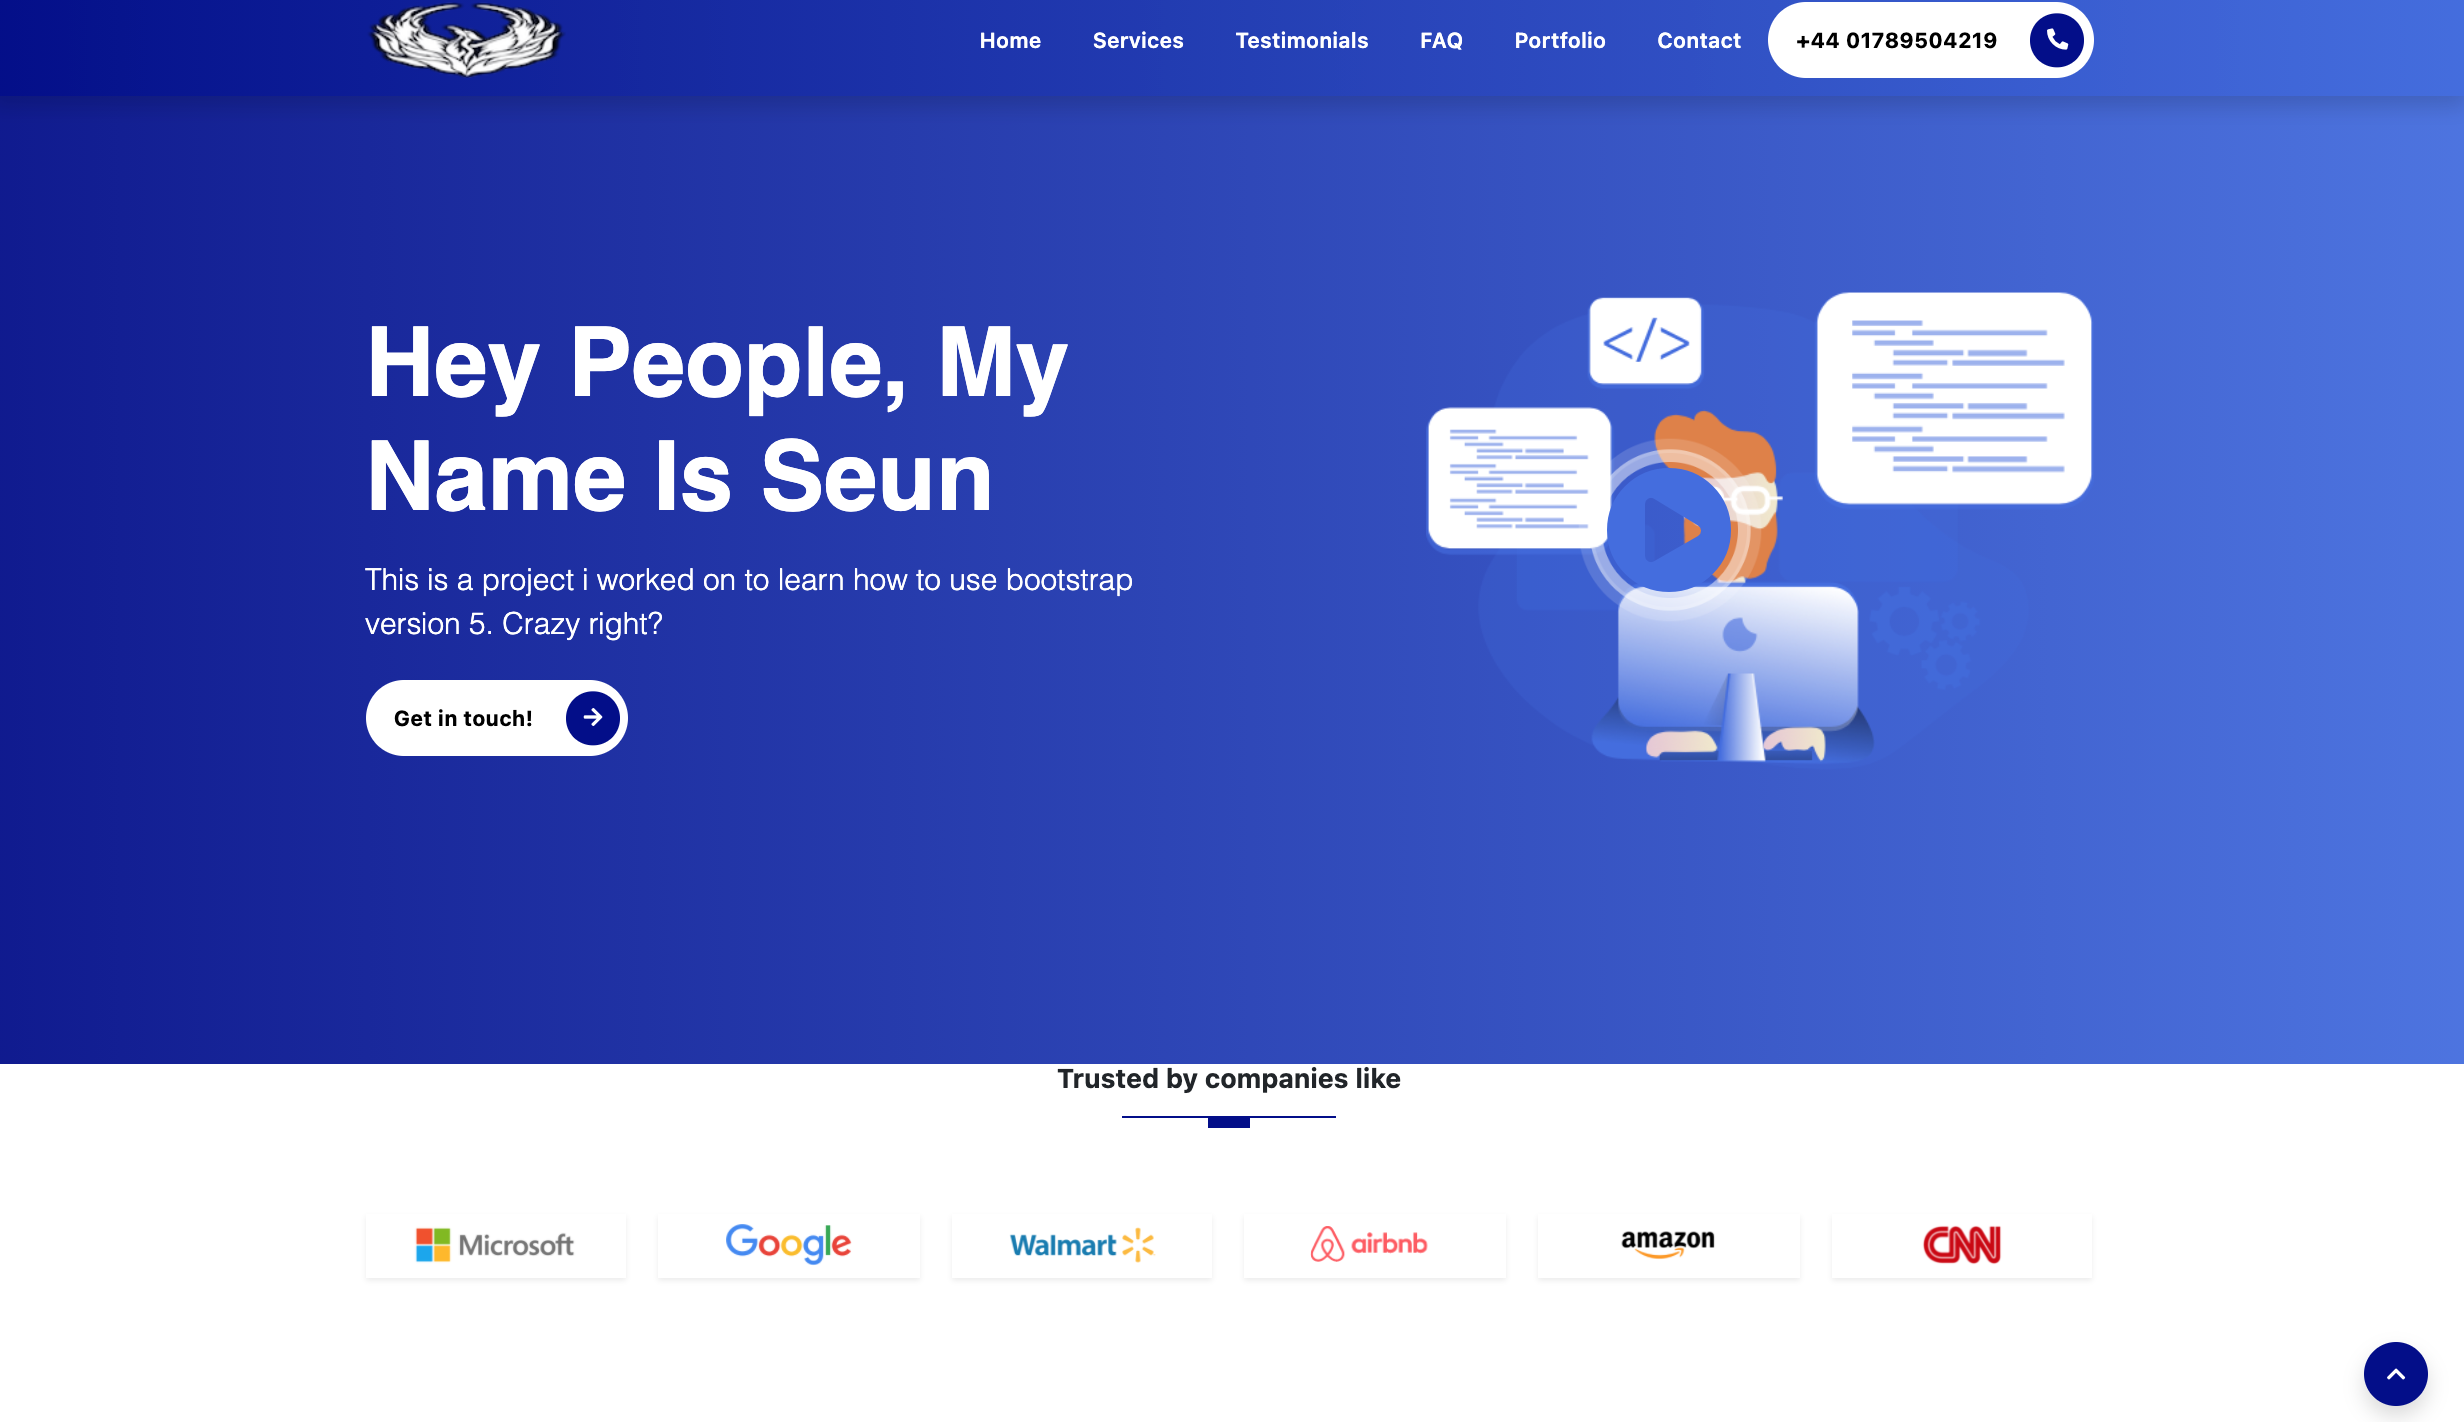 Home Services Testimonials FAQ Portfolio Contact +44 01789504219
Hey People, My
Name Is Seun
This is a project i worked on to learn how to use bootstrap
version 5. Crazy right?
Get in touch!
</>
Trusted by companies like
Microsoft Google Walmart airbnb amazon CNN